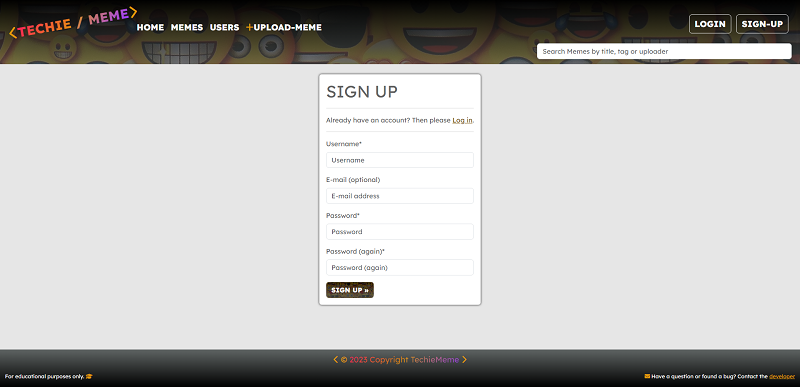 <TECHIE / MEME>
HOME MEMES USERS +UPLOAD-MEME
LOGIN SIGN-UP
Search Memes by title, tag or uploader
SIGN UP
Already have an account? Then please Log in.
Username*
Username
E-mail (optional)
E-mail address
Password*
Password
Password (again)*
Password (again)
SIGN UP »
< © 2023 Copyright TechieMeme >
For educational purposes only.
Have a question or found a bug? Contact the developer